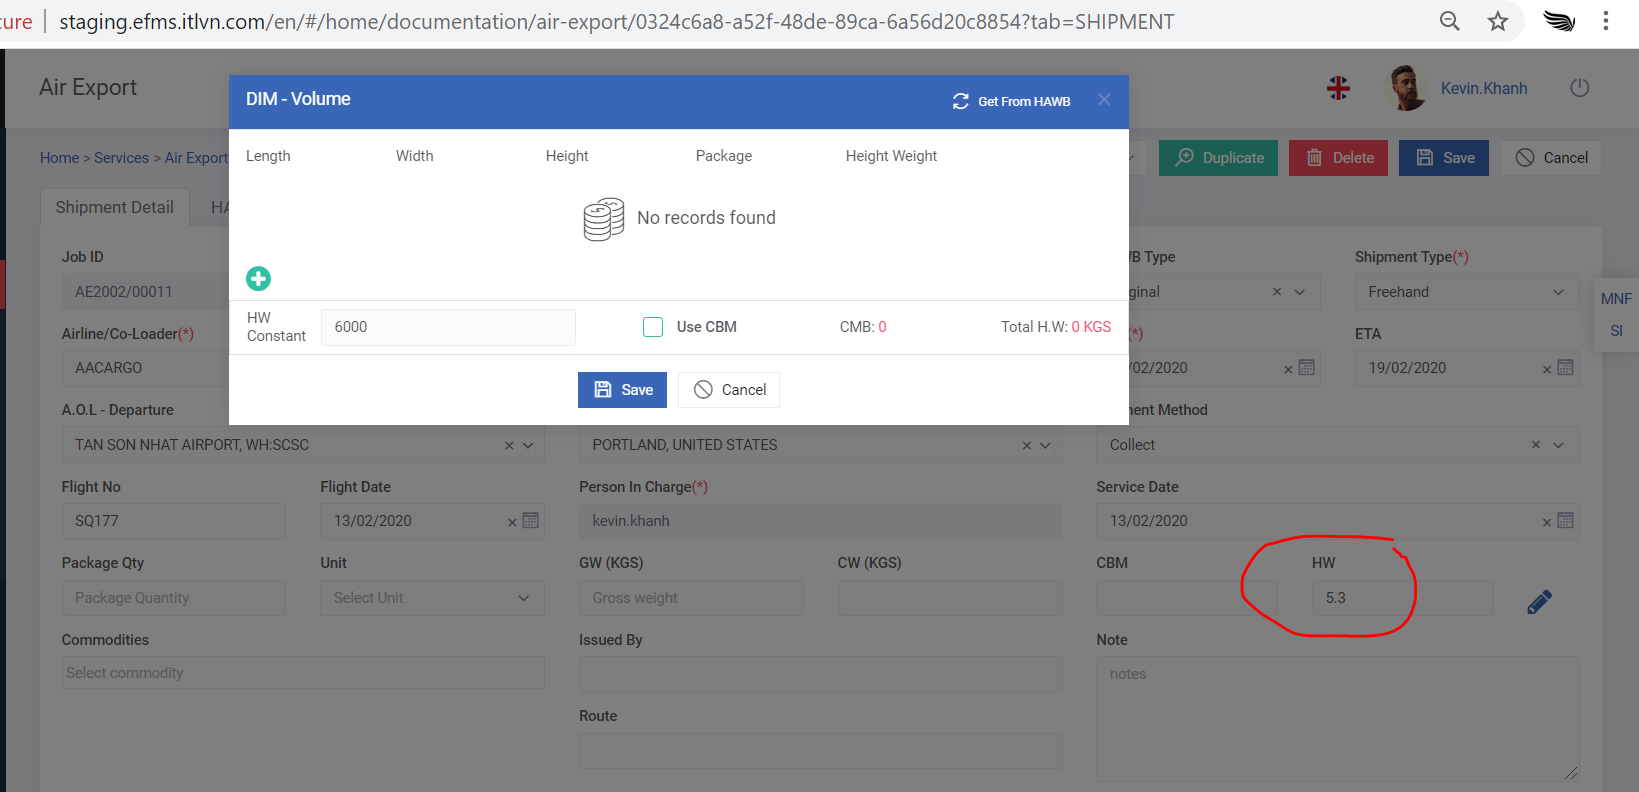 cure staging.efms.itlvn.com/en/#/home/documentation/air-export/0324c6a8-a52f-48de-89ca-6a56d20c8854?tab=SHIPMENT
Air Export
Kevin.Khanh
DIM - Volume
Get From HAWB
Length Width Height Package Height Weight
No records found
HW Constant 6000 Use CBM CMB: 0 Total H.W: 0 KGS
Save Cancel
Home > Services > Air Export
Duplicate Delete Save Cancel
Shipment Detail HA
Job ID /B Type Shipment Type(*)
AE2002/00011 ginal Freehand
MNF
SI
Airline/Co-Loader(*) (*) ETA
AACARGO /02/2020 19/02/2020
A.O.L - Departure ment Method
TAN SON NHAT AIRPORT, WH:SCSC PORTLAND, UNITED STATES Collect
Flight No Flight Date Person In Charge(*) Service Date
SQ177 13/02/2020 kevin.khanh 13/02/2020
Package Qty Unit GW (KGS) CW (KGS) CBM HW
Package Quantity Select Unit Gross weight 5.3
Commodities Issued By Note
Select commodity notes
Route